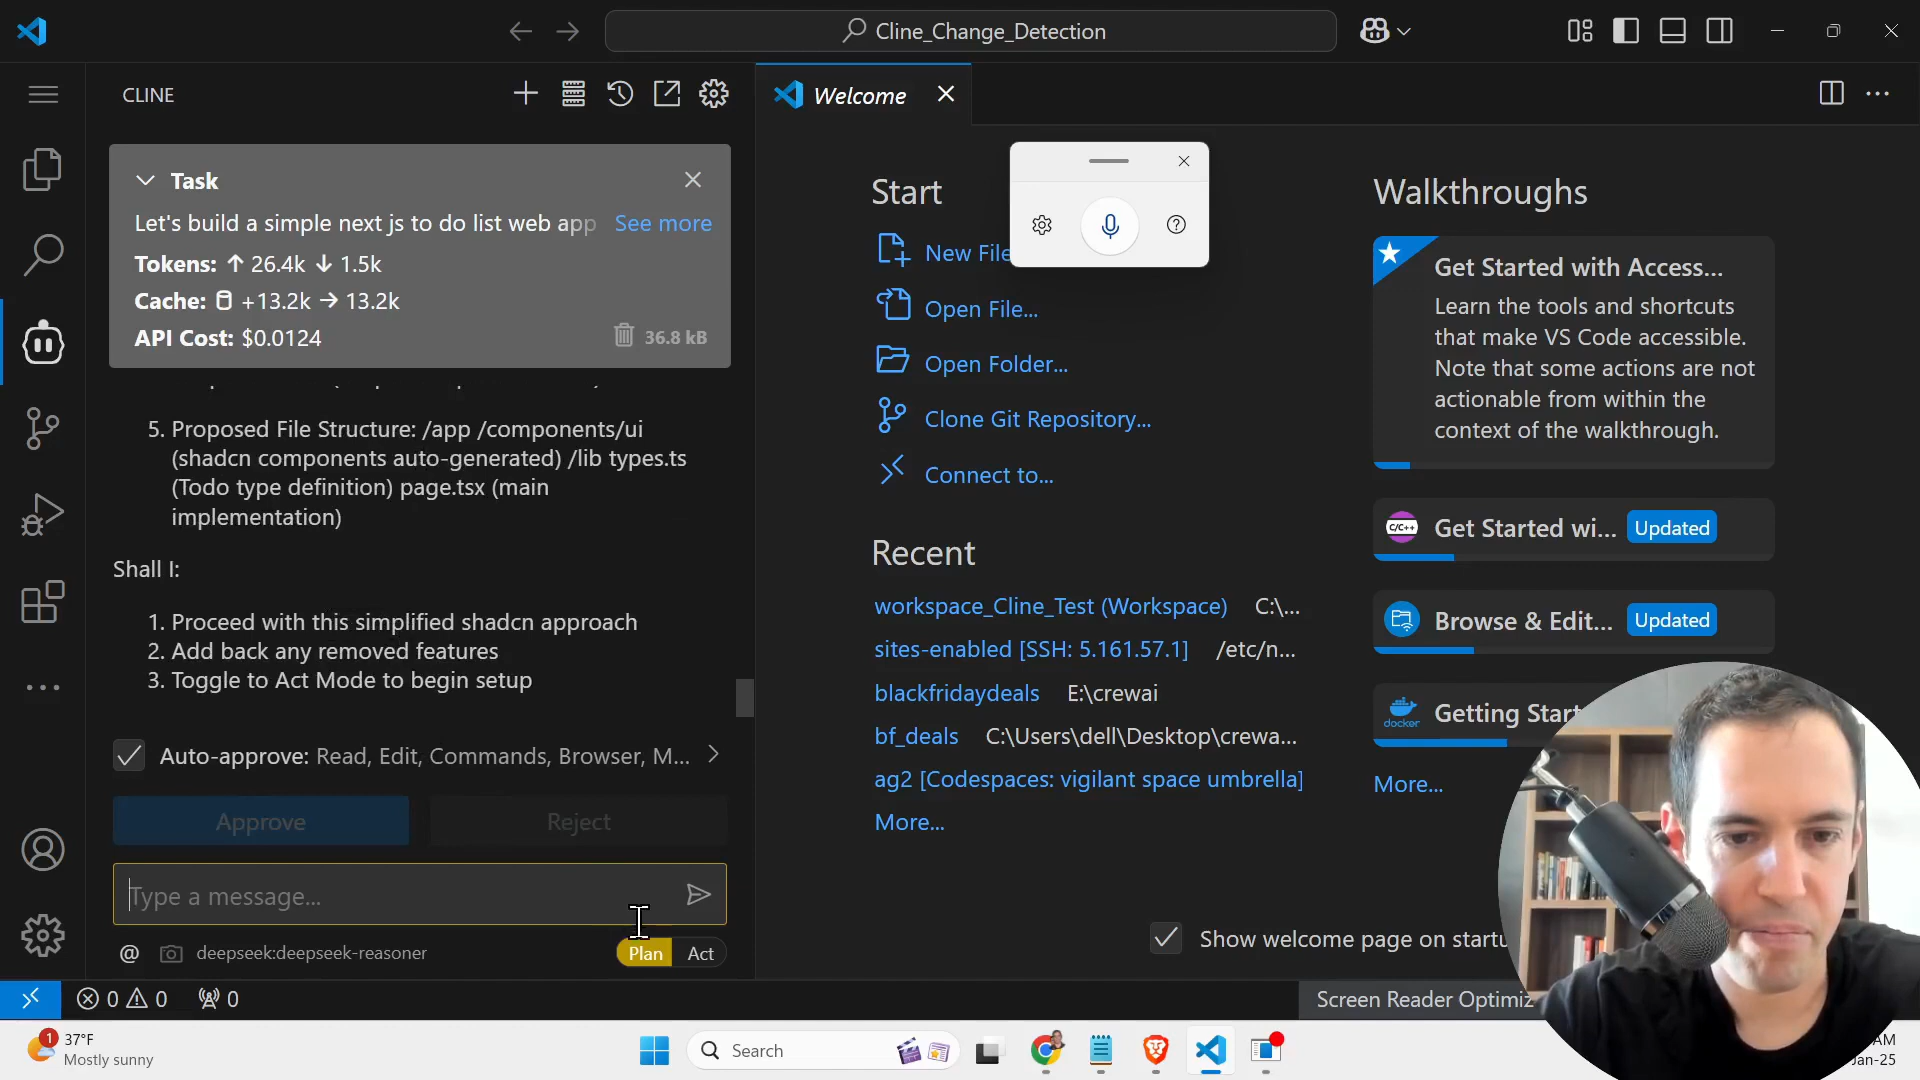 Cline_Change_Detection
CLINE
Welcome
Task
Let's build a simple next js to do list web app See more
Tokens: ↑ 26.4k ↓ 1.5k
Cache: +13.2k → 13.2k
API Cost: $0.0124
36.8 kB
5. Proposed File Structure: /app /components/ui
(shadcn components auto-generated) /lib types.ts
(Todo type definition) page.tsx (main
implementation)
Shall I:
1. Proceed with this simplified shadcn approach
2. Add back any removed features
3. Toggle to Act Mode to begin setup
Auto-approve: Read, Edit, Commands, Browser, M...
Approve
Reject
Type a message...
@
deepseek:deepseek-reasoner
Plan
Act
Start
New File
Open File...
Open Folder...
Clone Git Repository...
Connect to...
Recent
workspace_Cline_Test (Workspace) C:\...
sites-enabled [SSH: 5.161.57.1] /etc/n...
blackfridaydeals E:\crewai
bf_deals C:\Users\dell\Desktop\crewa...
ag2 [Codespaces: vigilant space umbrella]
More...
Walkthroughs
Get Started with Access...
Learn the tools and shortcuts
that make VS Code accessible.
Note that some actions are not
actionable from within the
context of the walkthrough.
C/C++
Get Started wi... Updated
Browse & Edit... Updated
docker
Getting Start
More...
Show welcome page on startu
0 0 0
Screen Reader Optimiz
1
37°F
Mostly sunny
Search
AM
-25